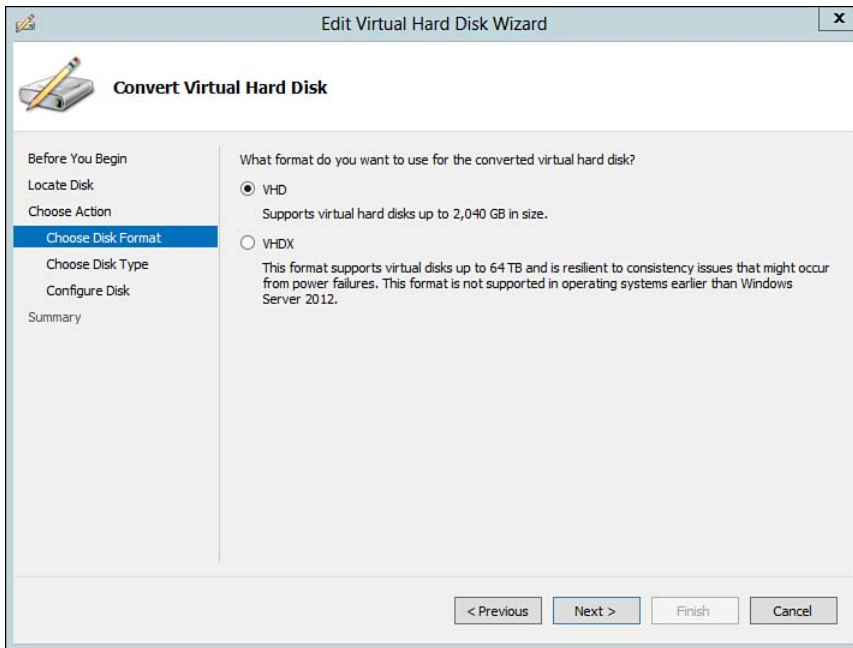 Edit Virtual Hard Disk Wizard
x
Convert Virtual Hard Disk
Before You Begin
Locate Disk
Choose Action
Choose Disk Format
Choose Disk Type
Configure Disk
Summary
What format do you want to use for the converted virtual hard disk?
VHD
Supports virtual hard disks up to 2,040 GB in size.
VHDX
This format supports virtual disks up to 64 TB and is resilient to consistency issues that might occur
from power failures. This format is not supported in operating systems earlier than Windows
Server 2012.
< Previous
Next >
Finish
Cancel